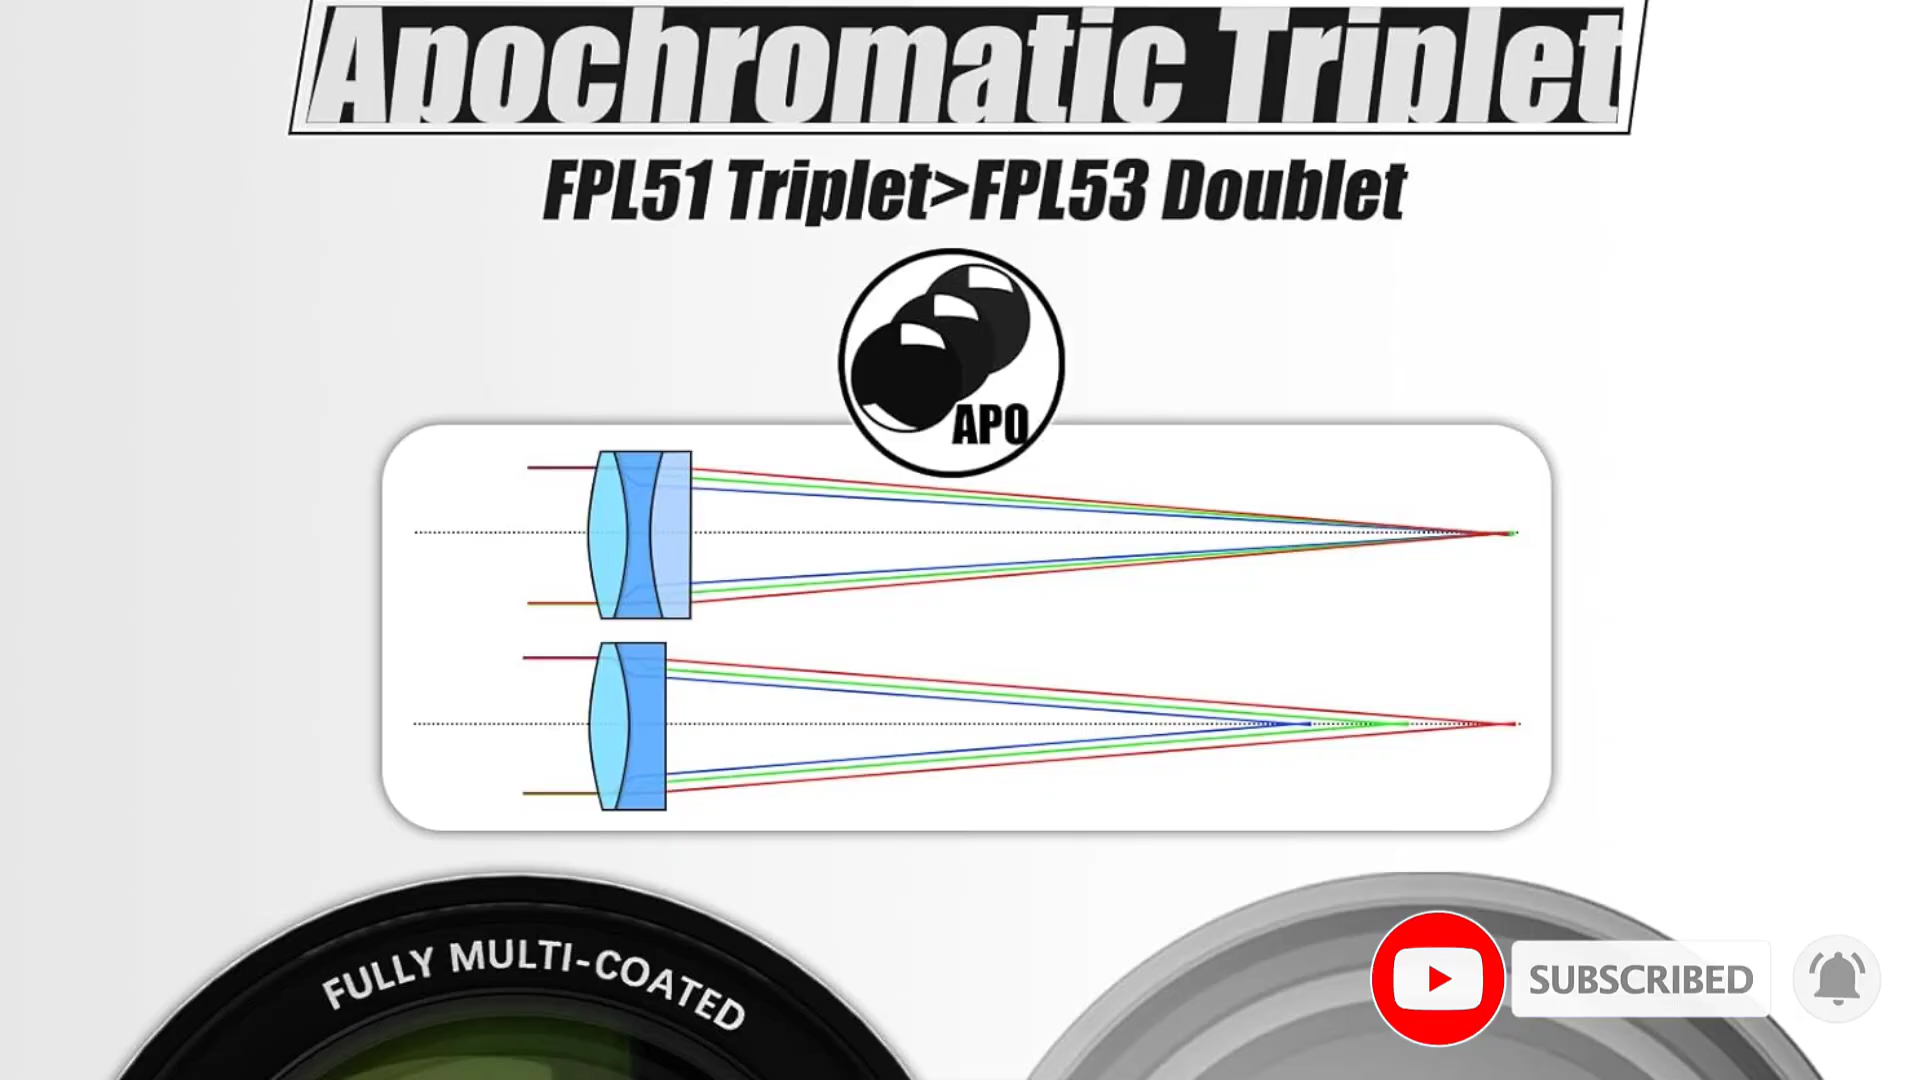 Apochromatic Triplet
FPL51 Triplet>FPL53 Doublet
APO
FULLY MULTI-COATED
SUBSCRIBED